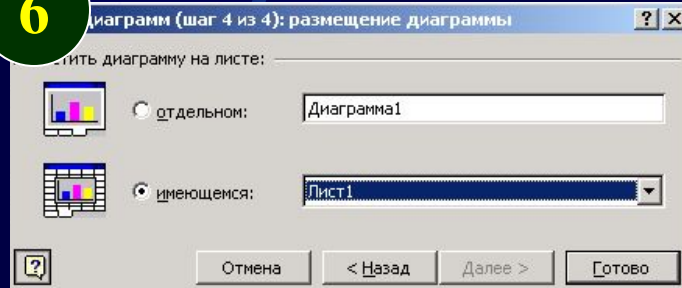 6
диаграмм (шаг 4 из 4): размещение диаграммы
тить диаграмму на листе:
отдельном: Диаграмма1
имеющемся: Лист1
Отмена < Назад Далее > Готово